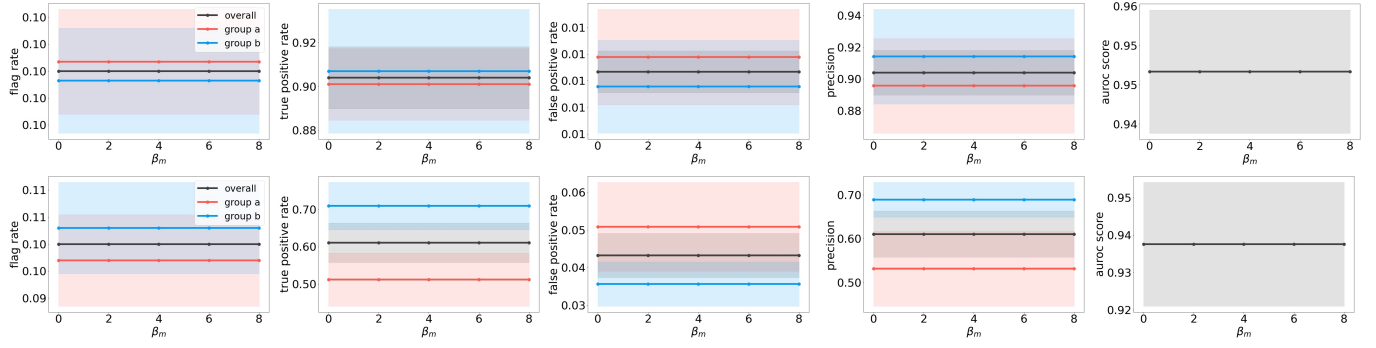 flag rate
0.10
0.10
0.10
0.10
0.10
overall
group a
group b
0 2 4 6 8
βm
true positive rate
0.92
0.90
0.88
0 2 4 6 8
βm
false positive rate
0.01
0.01
0.01
0.01
0.01
0 2 4 6 8
βm
precision
0.94
0.92
0.90
0.88
0 2 4 6 8
βm
auroc score
0.96
0.95
0.95
0.94
0 2 4 6 8
βm
flag rate
0.11
0.11
0.10
0.10
0.09
overall
group a
group b
0 2 4 6 8
βm
true positive rate
0.70
0.60
0.50
0 2 4 6 8
βm
false positive rate
0.06
0.05
0.04
0.03
0 2 4 6 8
βm
precision
0.70
0.60
0.50
0 2 4 6 8
βm
auroc score
0.95
0.94
0.93
0.92
0 2 4 6 8
βm